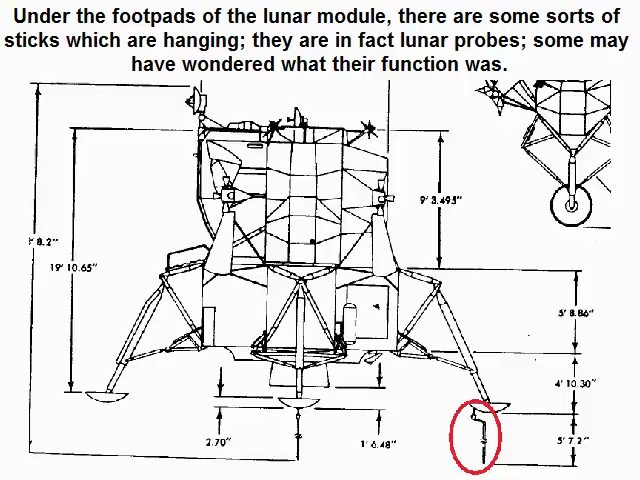 Under the footpads of the lunar module, there are some sorts of
sticks which are hanging; they are in fact lunar probes; some may
have wondered what their function was.
9' 3.495"
' 8.2"
19' 10.65"
5' 8.86"
4' 10.30"
2.70"
1' 6.48"
5' 7.2"